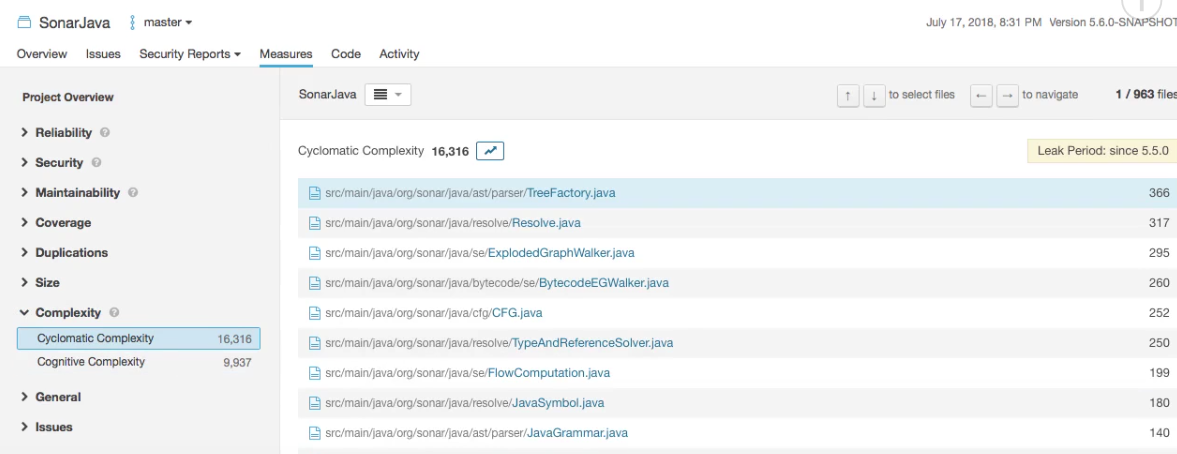 SonarJava master July 17, 2018, 8:31 PM Version 5.6.0-SNAPSHOT
Overview Issues Security Reports Measures Code Activity
Project Overview
SonarJava ↑ ↓ to select files ← → to navigate 1 / 963 files
Reliability ?
Security ?
Maintainability ?
Coverage
Duplications
Size
Complexity ?
Cyclomatic Complexity 16,316
Cognitive Complexity 9,937
General
Issues
Cyclomatic Complexity 16,316 Leak Period: since 5.5.0
src/main/java/org/sonar/java/ast/parser/TreeFactory.java 366
src/main/java/org/sonar/java/resolve/Resolve.java 317
src/main/java/org/sonar/java/se/ExplodedGraphWalker.java 295
src/main/java/org/sonar/java/bytecode/se/BytecodeEGWalker.java 260
src/main/java/org/sonar/java/cfg/CFG.java 252
src/main/java/org/sonar/java/resolve/TypeAndReferenceSolver.java 250
src/main/java/org/sonar/java/se/FlowComputation.java 199
src/main/java/org/sonar/java/resolve/JavaSymbol.java 180
src/main/java/org/sonar/java/ast/parser/JavaGrammar.java 140